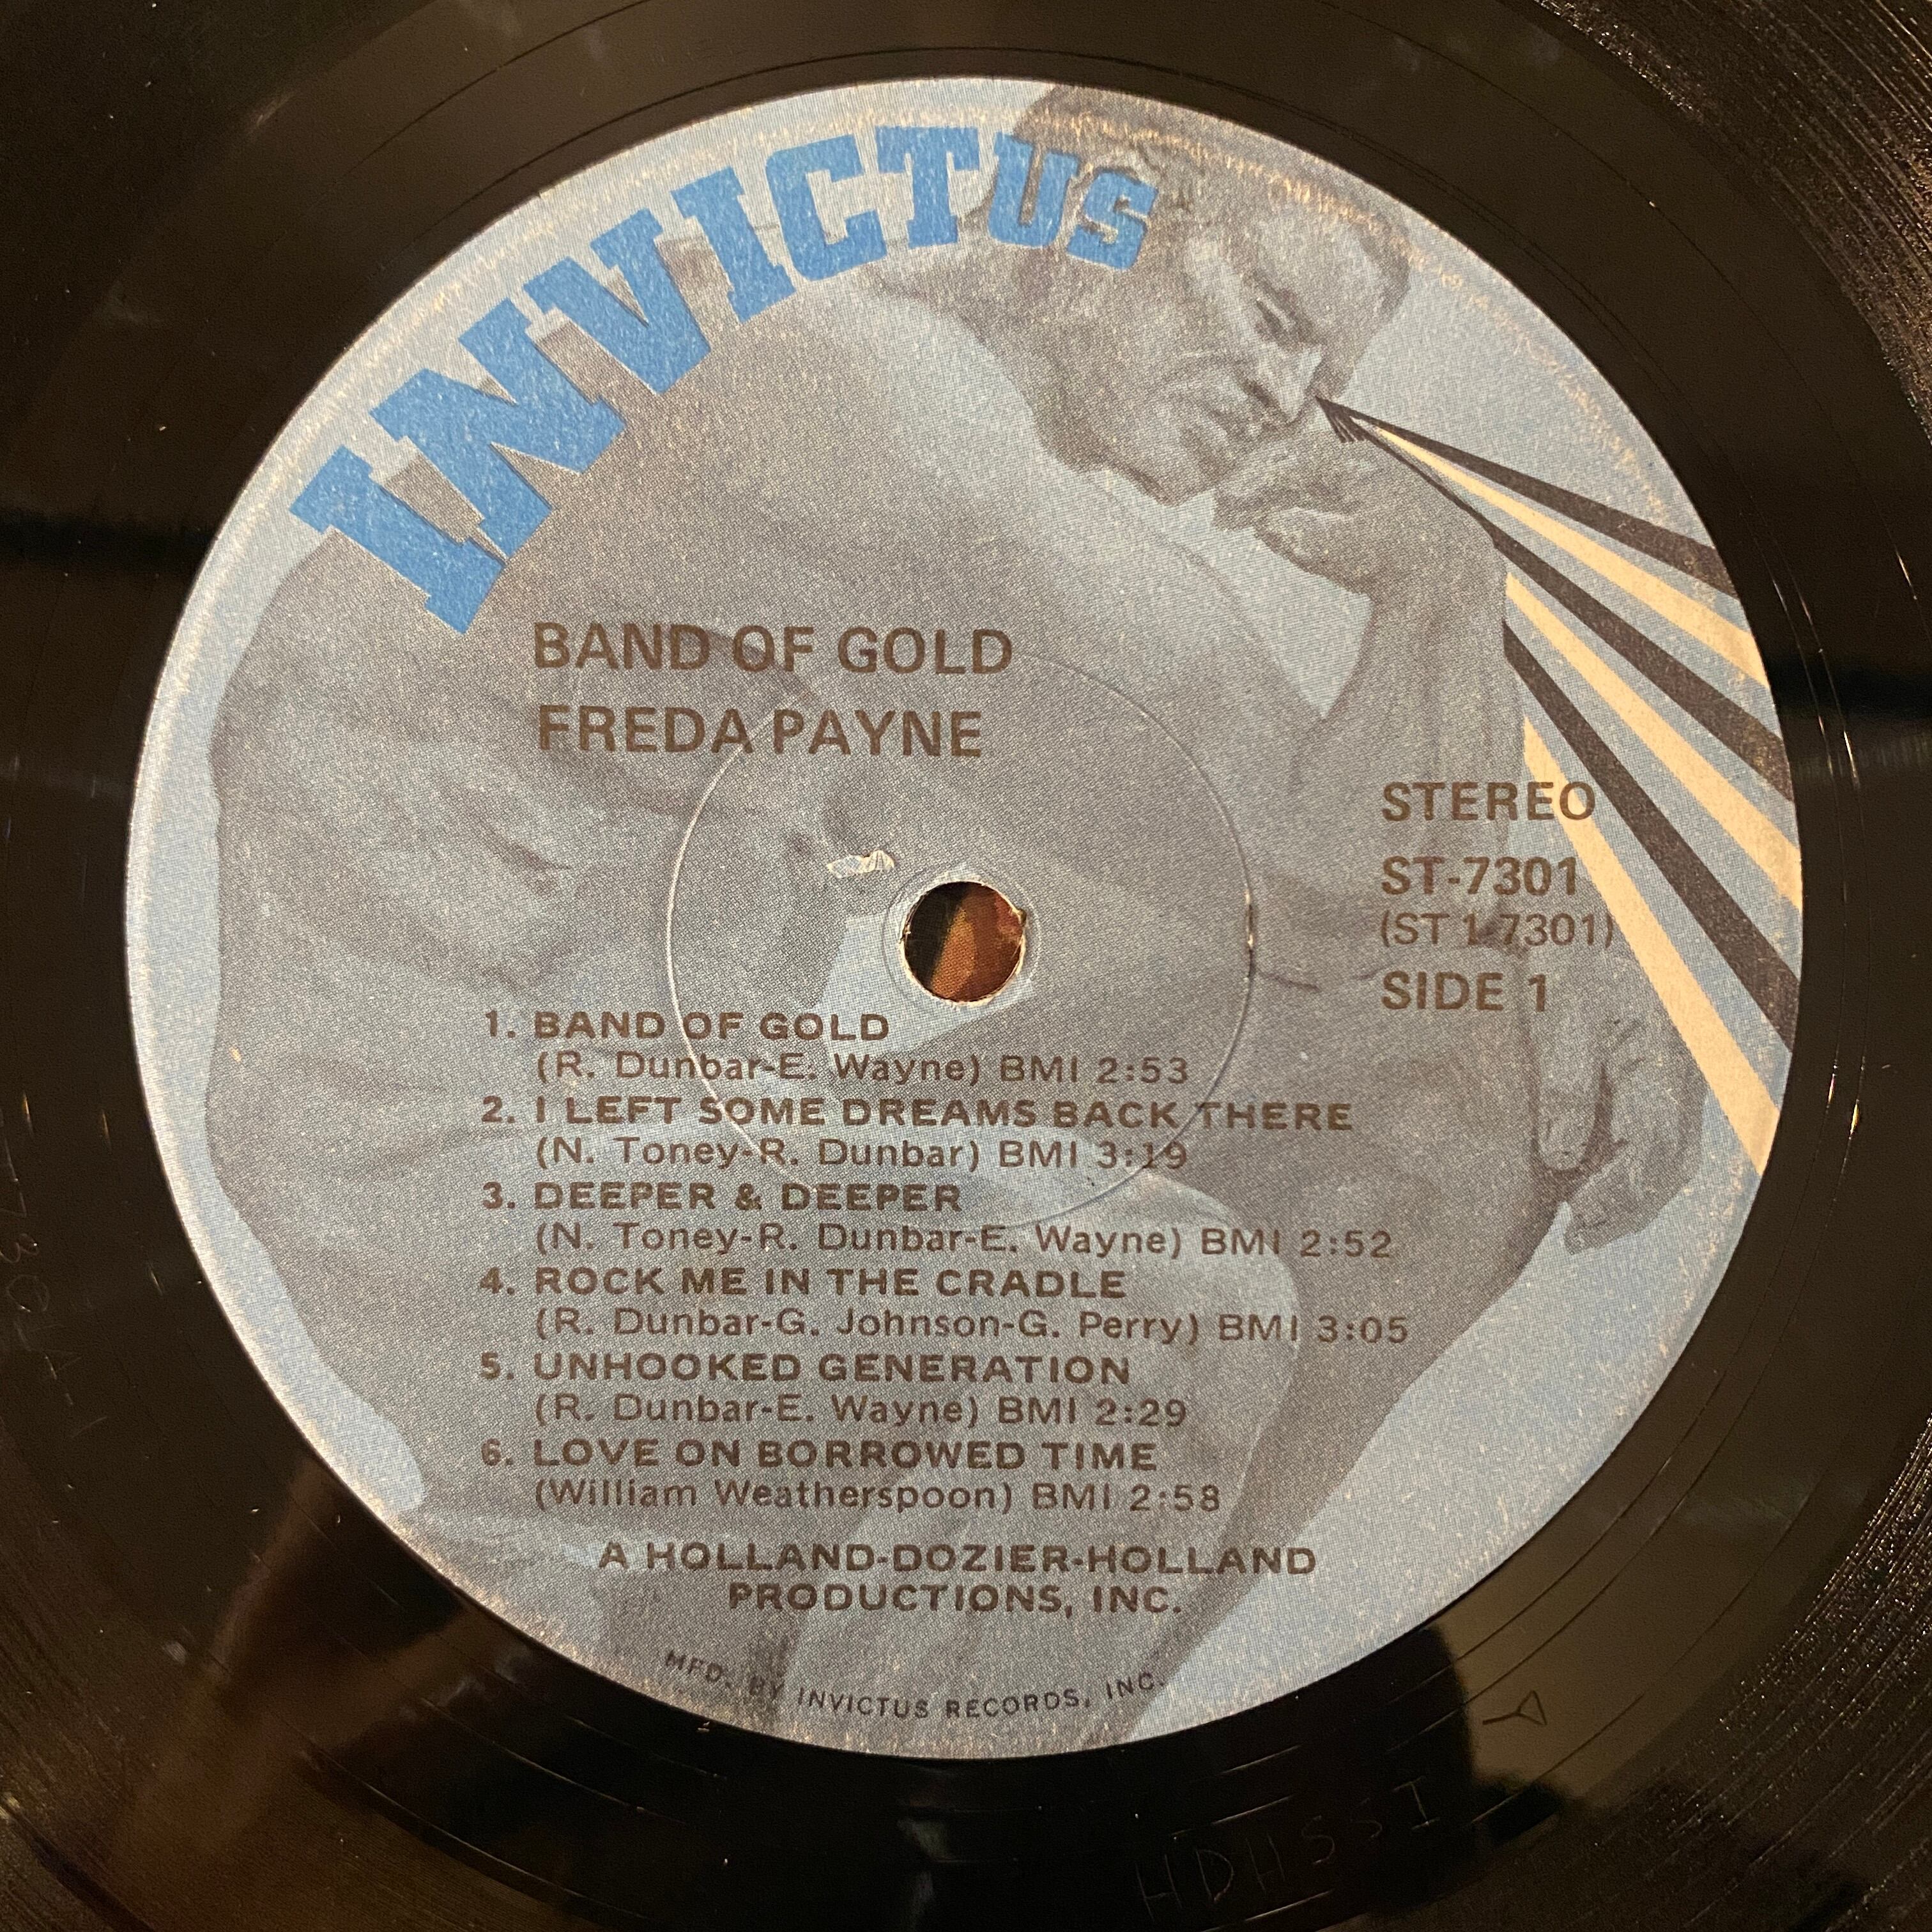 INVICTUS
BAND OF GOLD
FREDA PAYNE
STEREO
ST-7301
(ST 1-7301)
SIDE 1
1. BAND OF GOLD
(R. Dunbar-E. Wayne) BMI 2:53
2. I LEFT SOME DREAMS BACK THERE
(N. Toney-R. Dunbar) BMI 3:19
3. DEEPER & DEEPER
(N. Toney-R. Dunbar-E. Wayne) BMI 2:52
4. ROCK ME IN THE CRADLE
(R. Dunbar-G. Johnson-G. Perry) BMI 3:05
5. UNHOOKED GENERATION
(R. Dunbar-E. Wayne) BMI 2:29
6. LOVE ON BORROWED TIME
(William Weatherspoon) BMI 2:58
A HOLLAND-DOZIER-HOLLAND
PRODUCTIONS, INC.
MFD. BY INVICTUS RECORDS, INC.